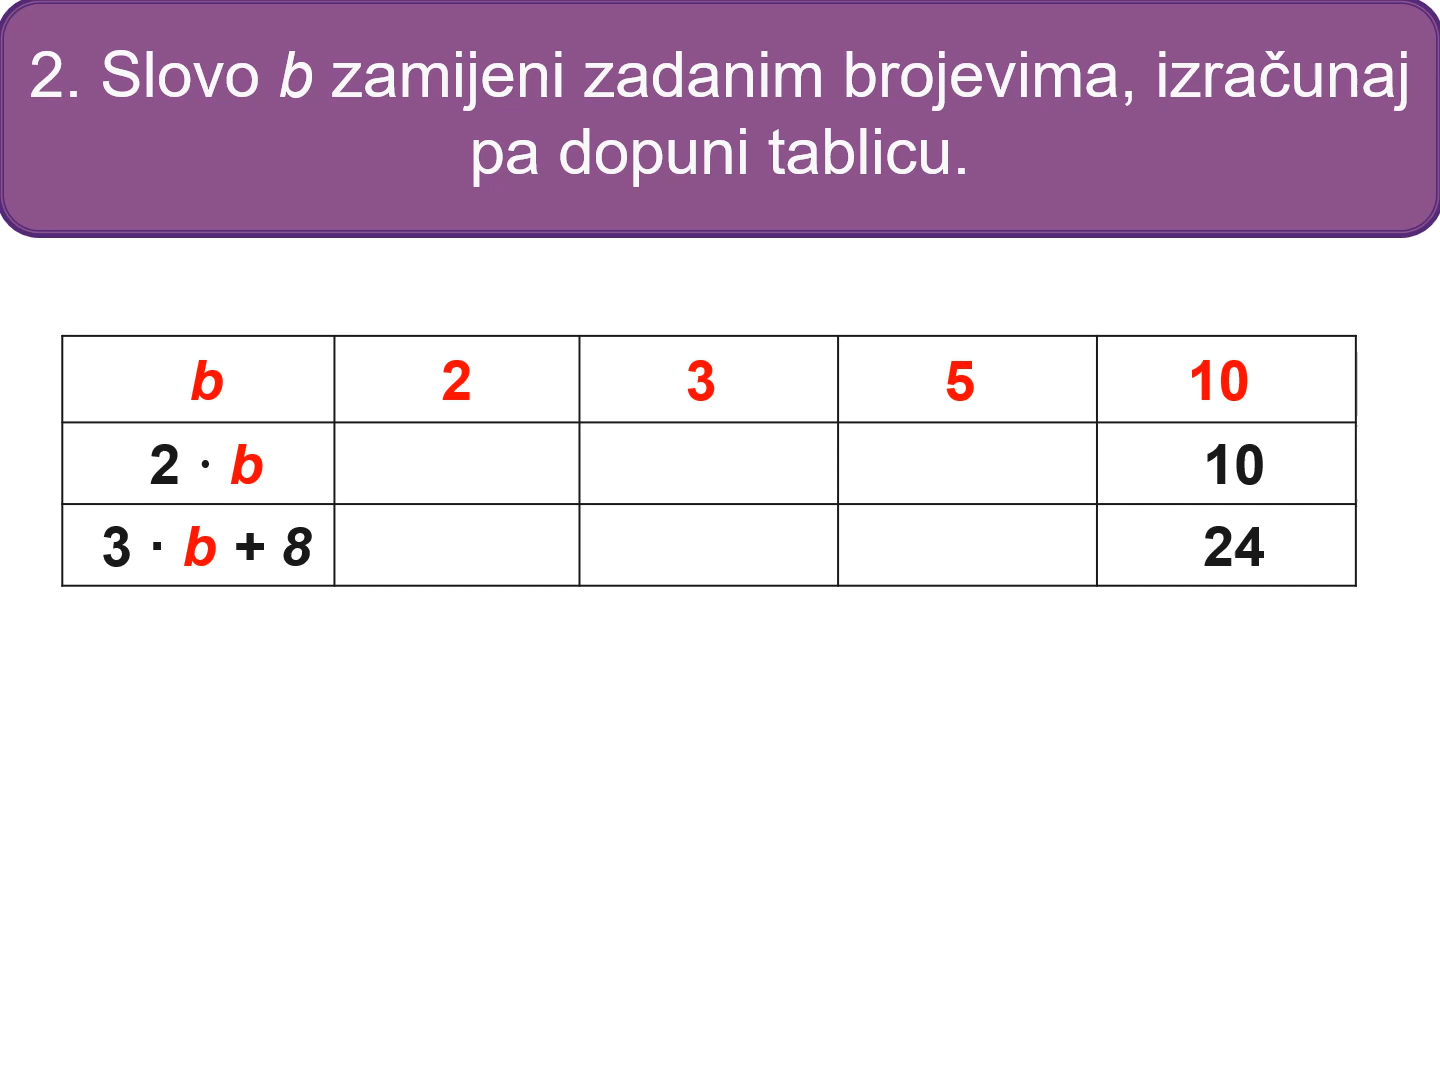 2. Slovo b zamijeni zadanim brojevima, izračunaj
pa dopuni tablicu.
b 2 3 5 10
2 · b 10
3 · b + 8 24